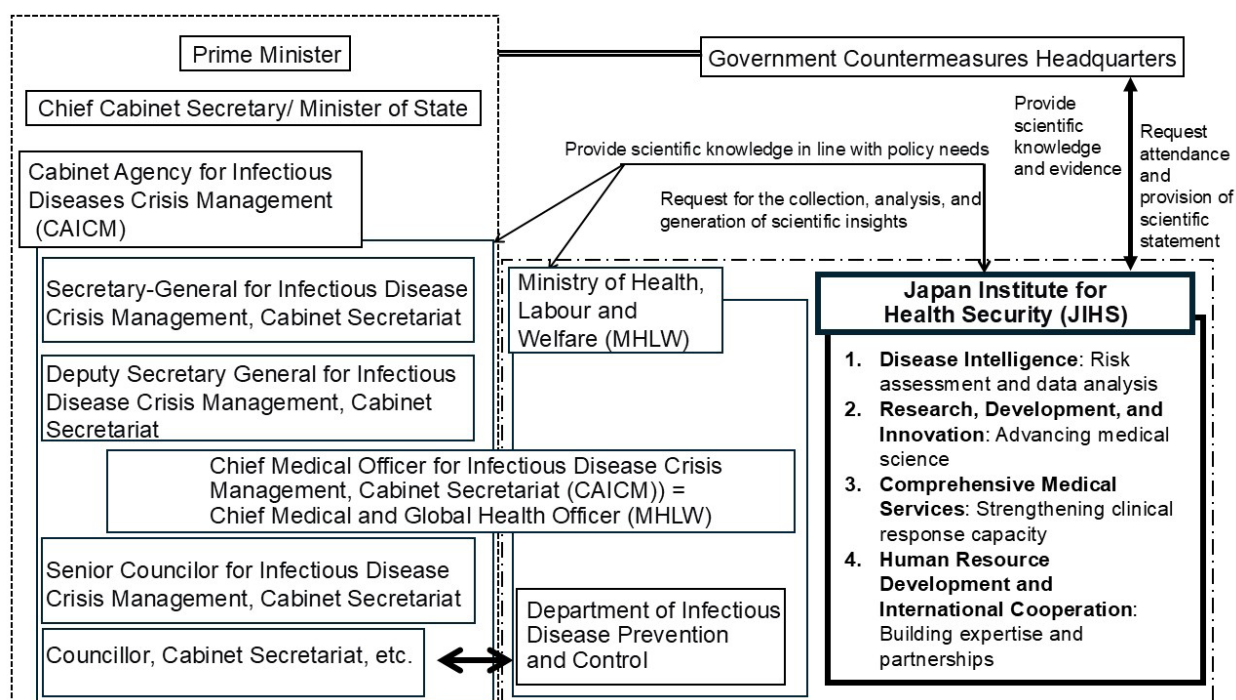 Prime Minister
Government Countermeasures Headquarters
Chief Cabinet Secretary/ Minister of State
Provide
scientific
knowledge
and evidence
Request
attendance
and
provision of
scientific
statement
Provide scientific knowledge in line with policy needs
Request for the collection, analysis, and
generation of scientific insights
Cabinet Agency for Infectious
Diseases Crisis Management
(CAICM)
Secretary-General for Infectious Disease
Crisis Management, Cabinet Secretariat
Deputy Secretary General for Infectious
Disease Crisis Management, Cabinet
Secretariat
Ministry of Health,
Labour and
Welfare (MHLW)
Chief Medical Officer for Infectious Disease Crisis
Management, Cabinet Secretariat (CAICM)) =
Chief Medical and Global Health Officer (MHLW)
Senior Councilor for Infectious Disease
Crisis Management, Cabinet Secretariat
Councillor, Cabinet Secretariat, etc.
Department of Infectious
Disease Prevention
and Control
Japan Institute for
Health Security (JIHS)
1. Disease Intelligence: Risk
assessment and data analysis
2. Research, Development, and
Innovation: Advancing medical
science
3. Comprehensive Medical
Services: Strengthening clinical
response capacity
4. Human Resource
Development and
International Cooperation:
Building expertise and
partnerships